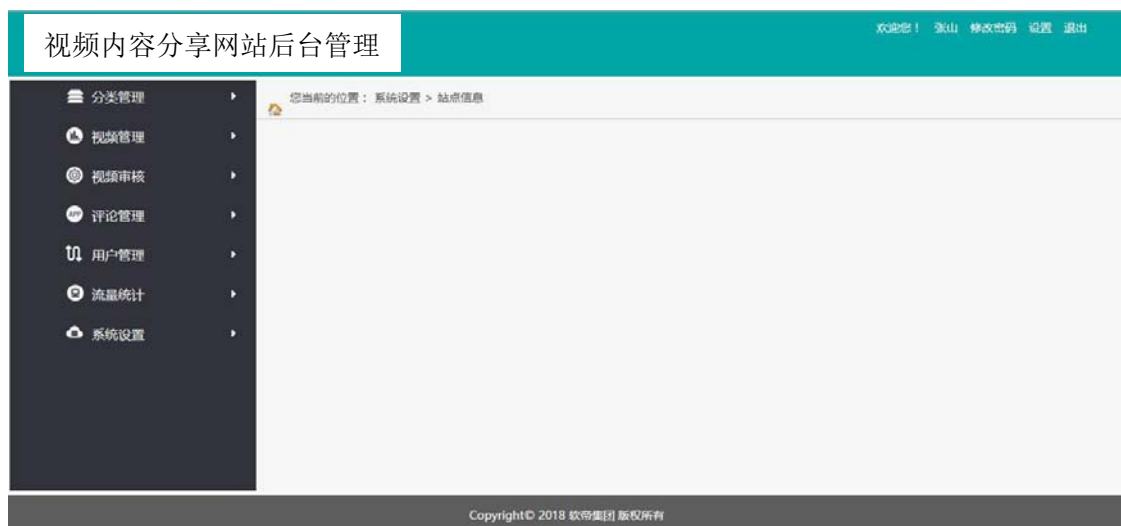 欢迎您！ 张山 修改密码 设置 退出
视频内容分享网站后台管理
分类管理
您当前的位置： 系统设置 > 站点信息
视频管理
视频审核
APP 评论管理
用户管理
流量统计
系统设置
Copyright© 2018 软帝集团 版权所有